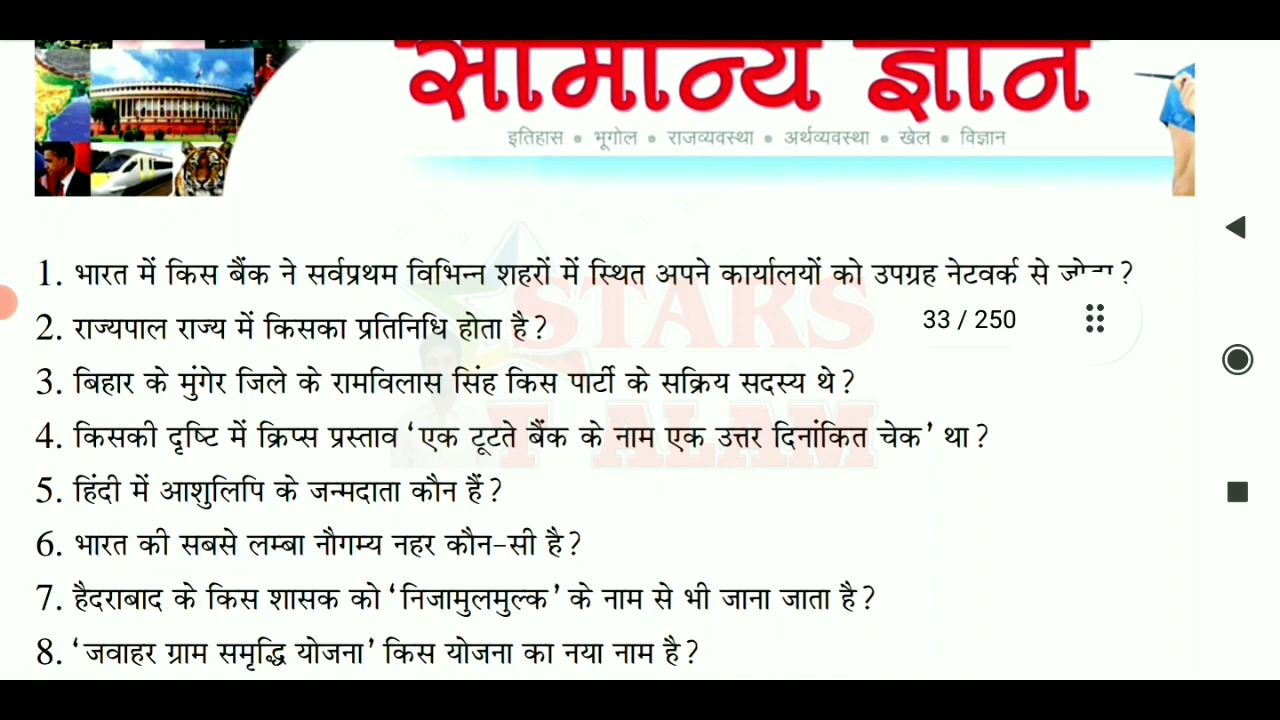 सामान्य ज्ञान
इतिहास • भूगोल • राजव्यवस्था • अर्थव्यवस्था • खेल • विज्ञान
STARS
T ALAM
1. भारत में किस बैंक ने सर्वप्रथम विभिन्न शहरों में स्थित अपने कार्यालयों को उपग्रह नेटवर्क से ?
33 / 250
2. राज्यपाल राज्य में किसका प्रतिनिधि होता है?
3. बिहार के मुंगेर जिले के रामविलास सिंह किस पार्टी के सक्रिय सदस्य थे?
4. किसकी दृष्टि में क्रिप्स प्रस्ताव ‘एक टूटते बैंक के नाम एक उत्तर दिनांकित चेक’ था?
5. हिंदी में आशुलिपि के जन्मदाता कौन हैं?
6. भारत की सबसे लम्बा नौगम्य नहर कौन-सी है?
7. हैदराबाद के किस शासक को ‘निजामुलमुल्क’ के नाम से भी जाना जाता है?
8. ‘जवाहर ग्राम समृद्धि योजना’ किस योजना का नया नाम है?